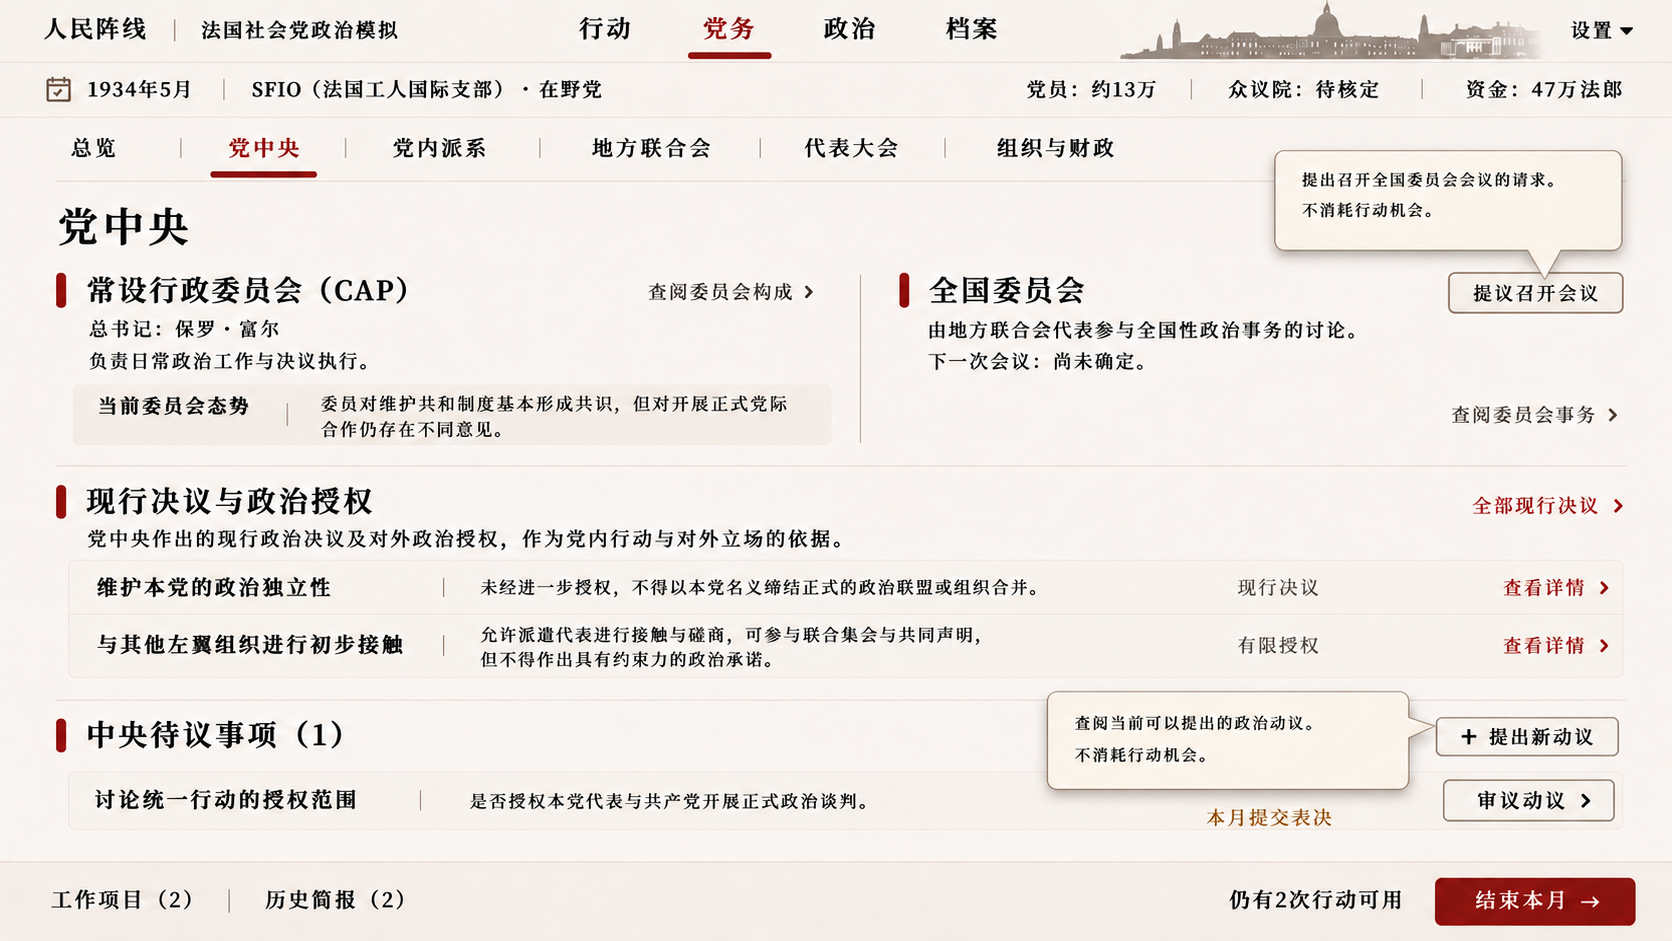 人民阵线 | 法国社会党政治模拟
行动 党务 政治 档案
设置
1934年5月 | SFIO（法国工人国际支部）· 在野党
党员：约13万 | 众议院：待核定 | 资金：47万法郎
总览 | 党中央 | 党内派系 | 地方联合会 | 代表大会 | 组织与财政
提出召开全国委员会会议的请求。
不消耗行动机会。
党中央
常设行政委员会（CAP）
查阅委员会构成
总书记：保罗·富尔
负责日常政治工作与决议执行。
当前委员会态势 | 委员对维护共和制度基本形成共识，但对开展正式党际
合作仍存在不同意见。
全国委员会
提议召开会议
由地方联合会代表参与全国性政治事务的讨论。
下一次会议：尚未确定。
查阅委员会事务
现行决议与政治授权
全部现行决议
党中央作出的现行政治决议及对外政治授权，作为党内行动与对外立场的依据。
维护本党的政治独立性 | 未经进一步授权，不得以本党名义缔结正式的政治联盟或组织合并。 现行决议 查看详情
与其他左翼组织进行初步接触 | 允许派遣代表进行接触与磋商，可参与联合集会与共同声明，
但不得作出具有约束力的政治承诺。 有限授权 查看详情
中央待议事项（1）
查阅当前可以提出的政治动议。
不消耗行动机会。
+ 提出新动议
讨论统一行动的授权范围 | 是否授权本党代表与共产党开展正式政治谈判。
本月提交表决
审议动议
工作项目（2） | 历史简报（2）
仍有2次行动可用
结束本月 →